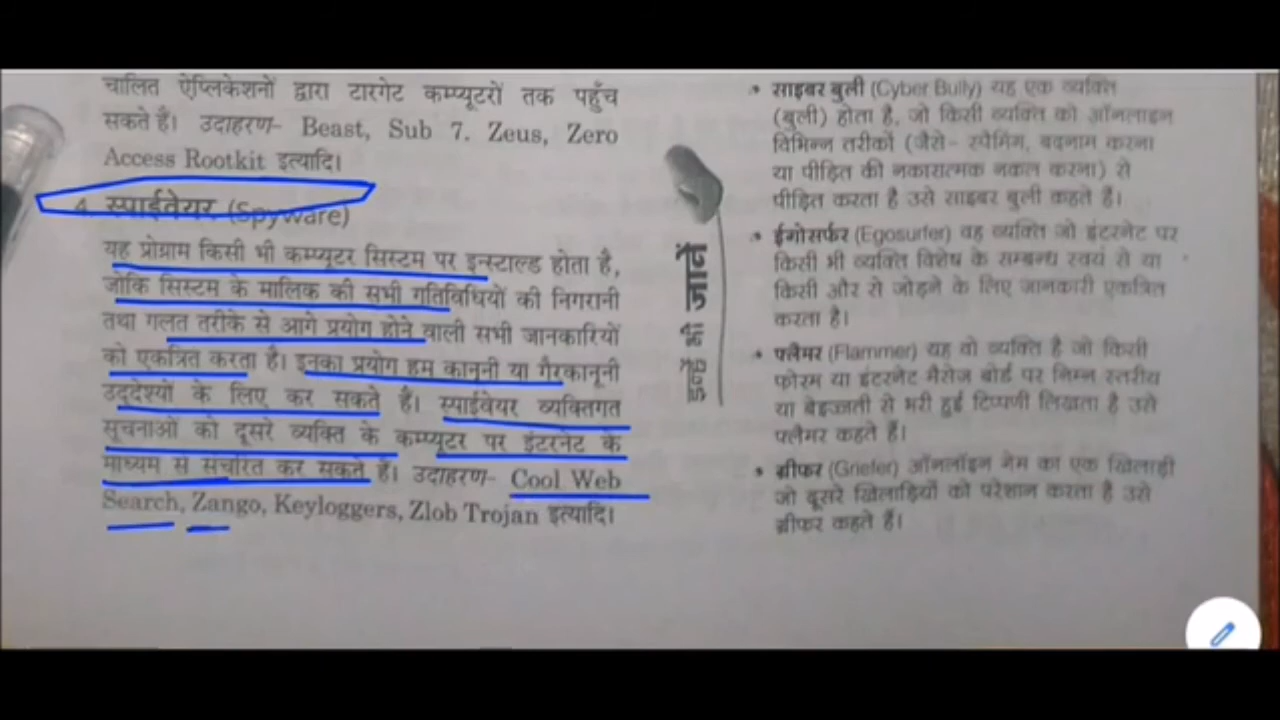 चालित ऐप्लिकेशनों द्वारा टारगेट कम्प्यूटरों तक पहुँच
सकते हैं। उदाहरण– Beast, Sub 7. Zeus, Zero
Access Rootkit इत्यादि।
4. स्पाईवेयर (Spyware)
यह प्रोग्राम किसी भी कम्प्यूटर सिस्टम पर इन्स्टाल्ड होता है,
जोकि सिस्टम के मालिक की सभी गतिविधियों की निगरानी
तथा गलत तरीके से आगे प्रयोग होने वाली सभी जानकारियों
को एकत्रित करता है। इनका प्रयोग हम कानूनी या गैरकानूनी
उद्देश्यों के लिए कर सकते हैं। स्पाईवेयर व्यक्तिगत
सूचनाओं को दूसरे व्यक्ति के कम्प्यूटर पर इंटरनेट के
माध्यम से संचरित कर सकते हैं। उदाहरण– Cool Web
Search, Zango, Keyloggers, Zlob Trojan इत्यादि।
इन्हें भी जानें
• साइबर बुली (Cyber Bully) यह एक व्यक्ति
(बुली) होता है, जो किसी व्यक्ति को ऑनलाइन
विभिन्न तरीकों (जैसे– स्पैमिंग, बदनाम करना
या पीड़ित की नकारात्मक नकल करना) से
पीड़ित करता है उसे साइबर बुली कहते हैं।
• ईगोसर्फर (Egosurfer) वह व्यक्ति जो इंटरनेट पर
किसी भी व्यक्ति विशेष के सम्बन्ध स्वयं से या
किसी और से जोड़ने के लिए जानकारी एकत्रित
करता है।
• फ्लैमर (Flammer) यह वो व्यक्ति है जो किसी
फोरम या इंटरनेट मैसेज बोर्ड पर निम्न स्तरीय
या बेइज्जती से भरी हुई टिप्पणी लिखता है उसे
फ्लैमर कहते हैं।
• ग्रीफर (Griefer) ऑनलॉइन गेम का एक खिलाड़ी
जो दूसरे खिलाड़ियों को परेशान करता है उसे
ग्रीफर कहते हैं।